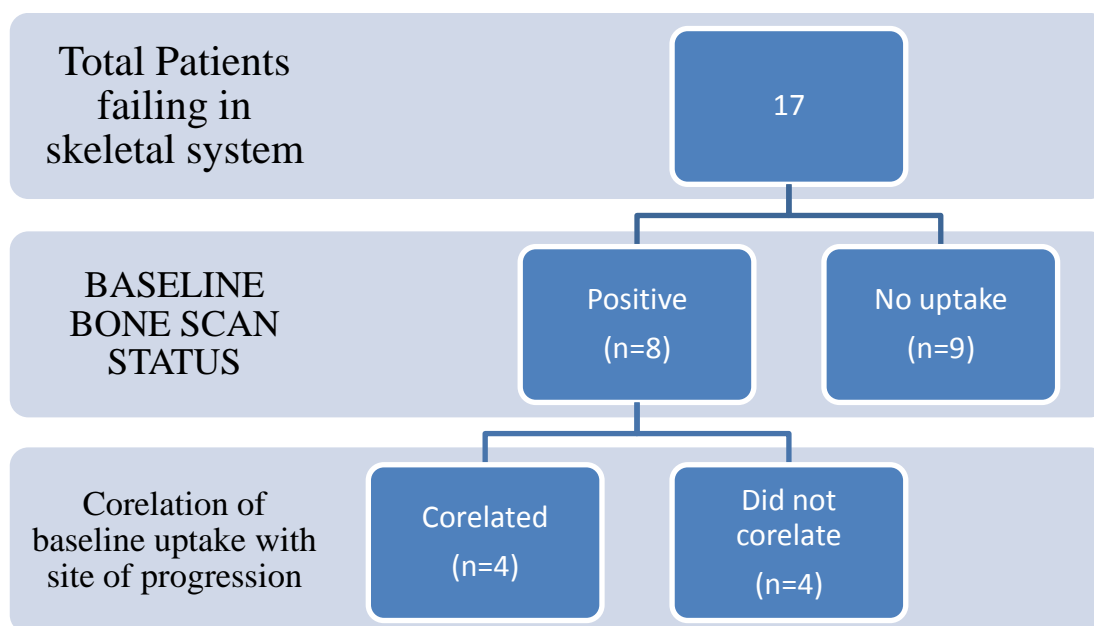 Total Patients
failing in
skeletal system
17
BASELINE
BONE SCAN
STATUS
Positive
(n=8)
No uptake
(n=9)
Corelation of
baseline uptake with
site of progression
Corelated
(n=4)
Did not
corelate
(n=4)